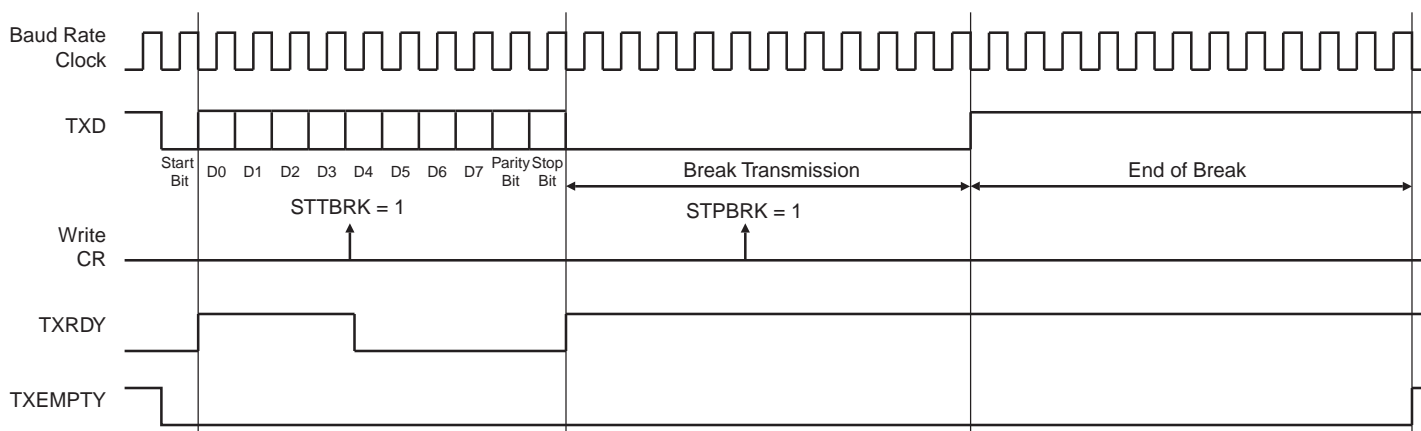 Baud Rate
Clock
TXD
Start
Bit
D0
D1
D2
D3
D4
D5
D6
D7
Parity
Bit
Stop
Bit
Break Transmission
End of Break
STTBRK = 1
STPBRK = 1
Write
CR
TXRDY
TXEMPTY